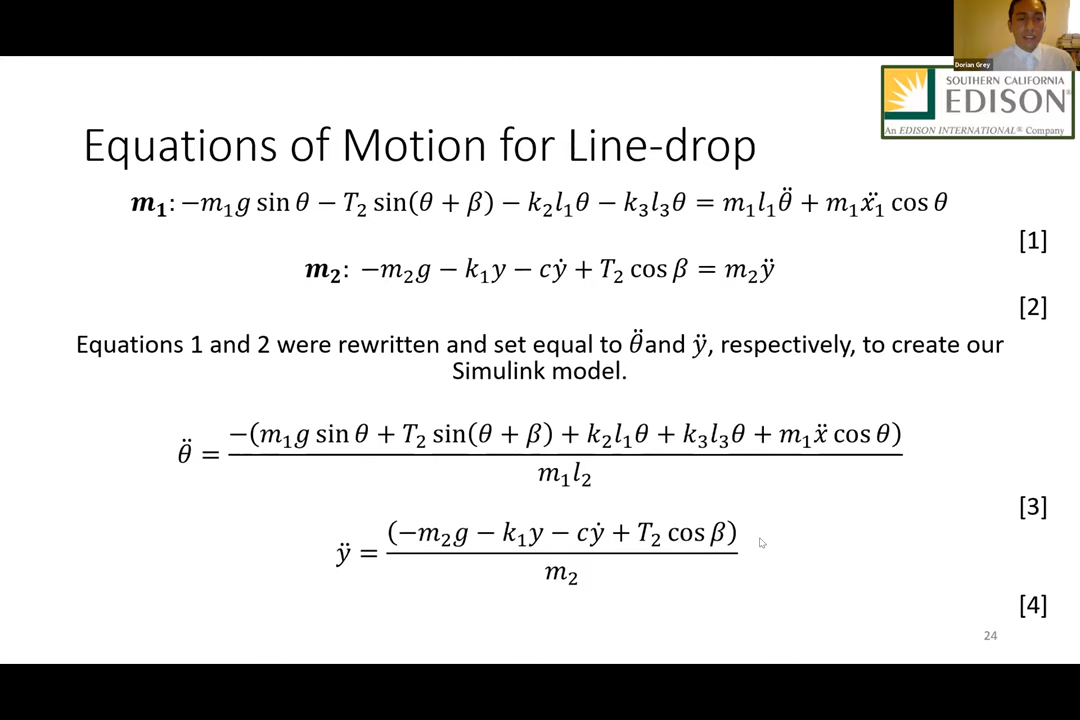 Dorian Grey
SOUTHERN CALIFORNIA
EDISON®
An EDISON INTERNATIONAL® Company
Equations of Motion for Line-drop
m₁: −m₁g sin θ − T₂ sin(θ + β) − k₂l₁θ − k₃l₃θ = m₁l₁θ̈ + m₁ẍ₁ cos θ
[1]
m₂: −m₂g − k₁y − cẏ + T₂ cos β = m₂ÿ
[2]
Equations 1 and 2 were rewritten and set equal to θ̈ and ÿ, respectively, to create our
Simulink model.
θ̈ = −(m₁g sin θ + T₂ sin(θ + β) + k₂l₁θ + k₃l₃θ + m₁ẍ cos θ) / m₁l₂
[3]
ÿ = (−m₂g − k₁y − cẏ + T₂ cos β) / m₂
[4]
24